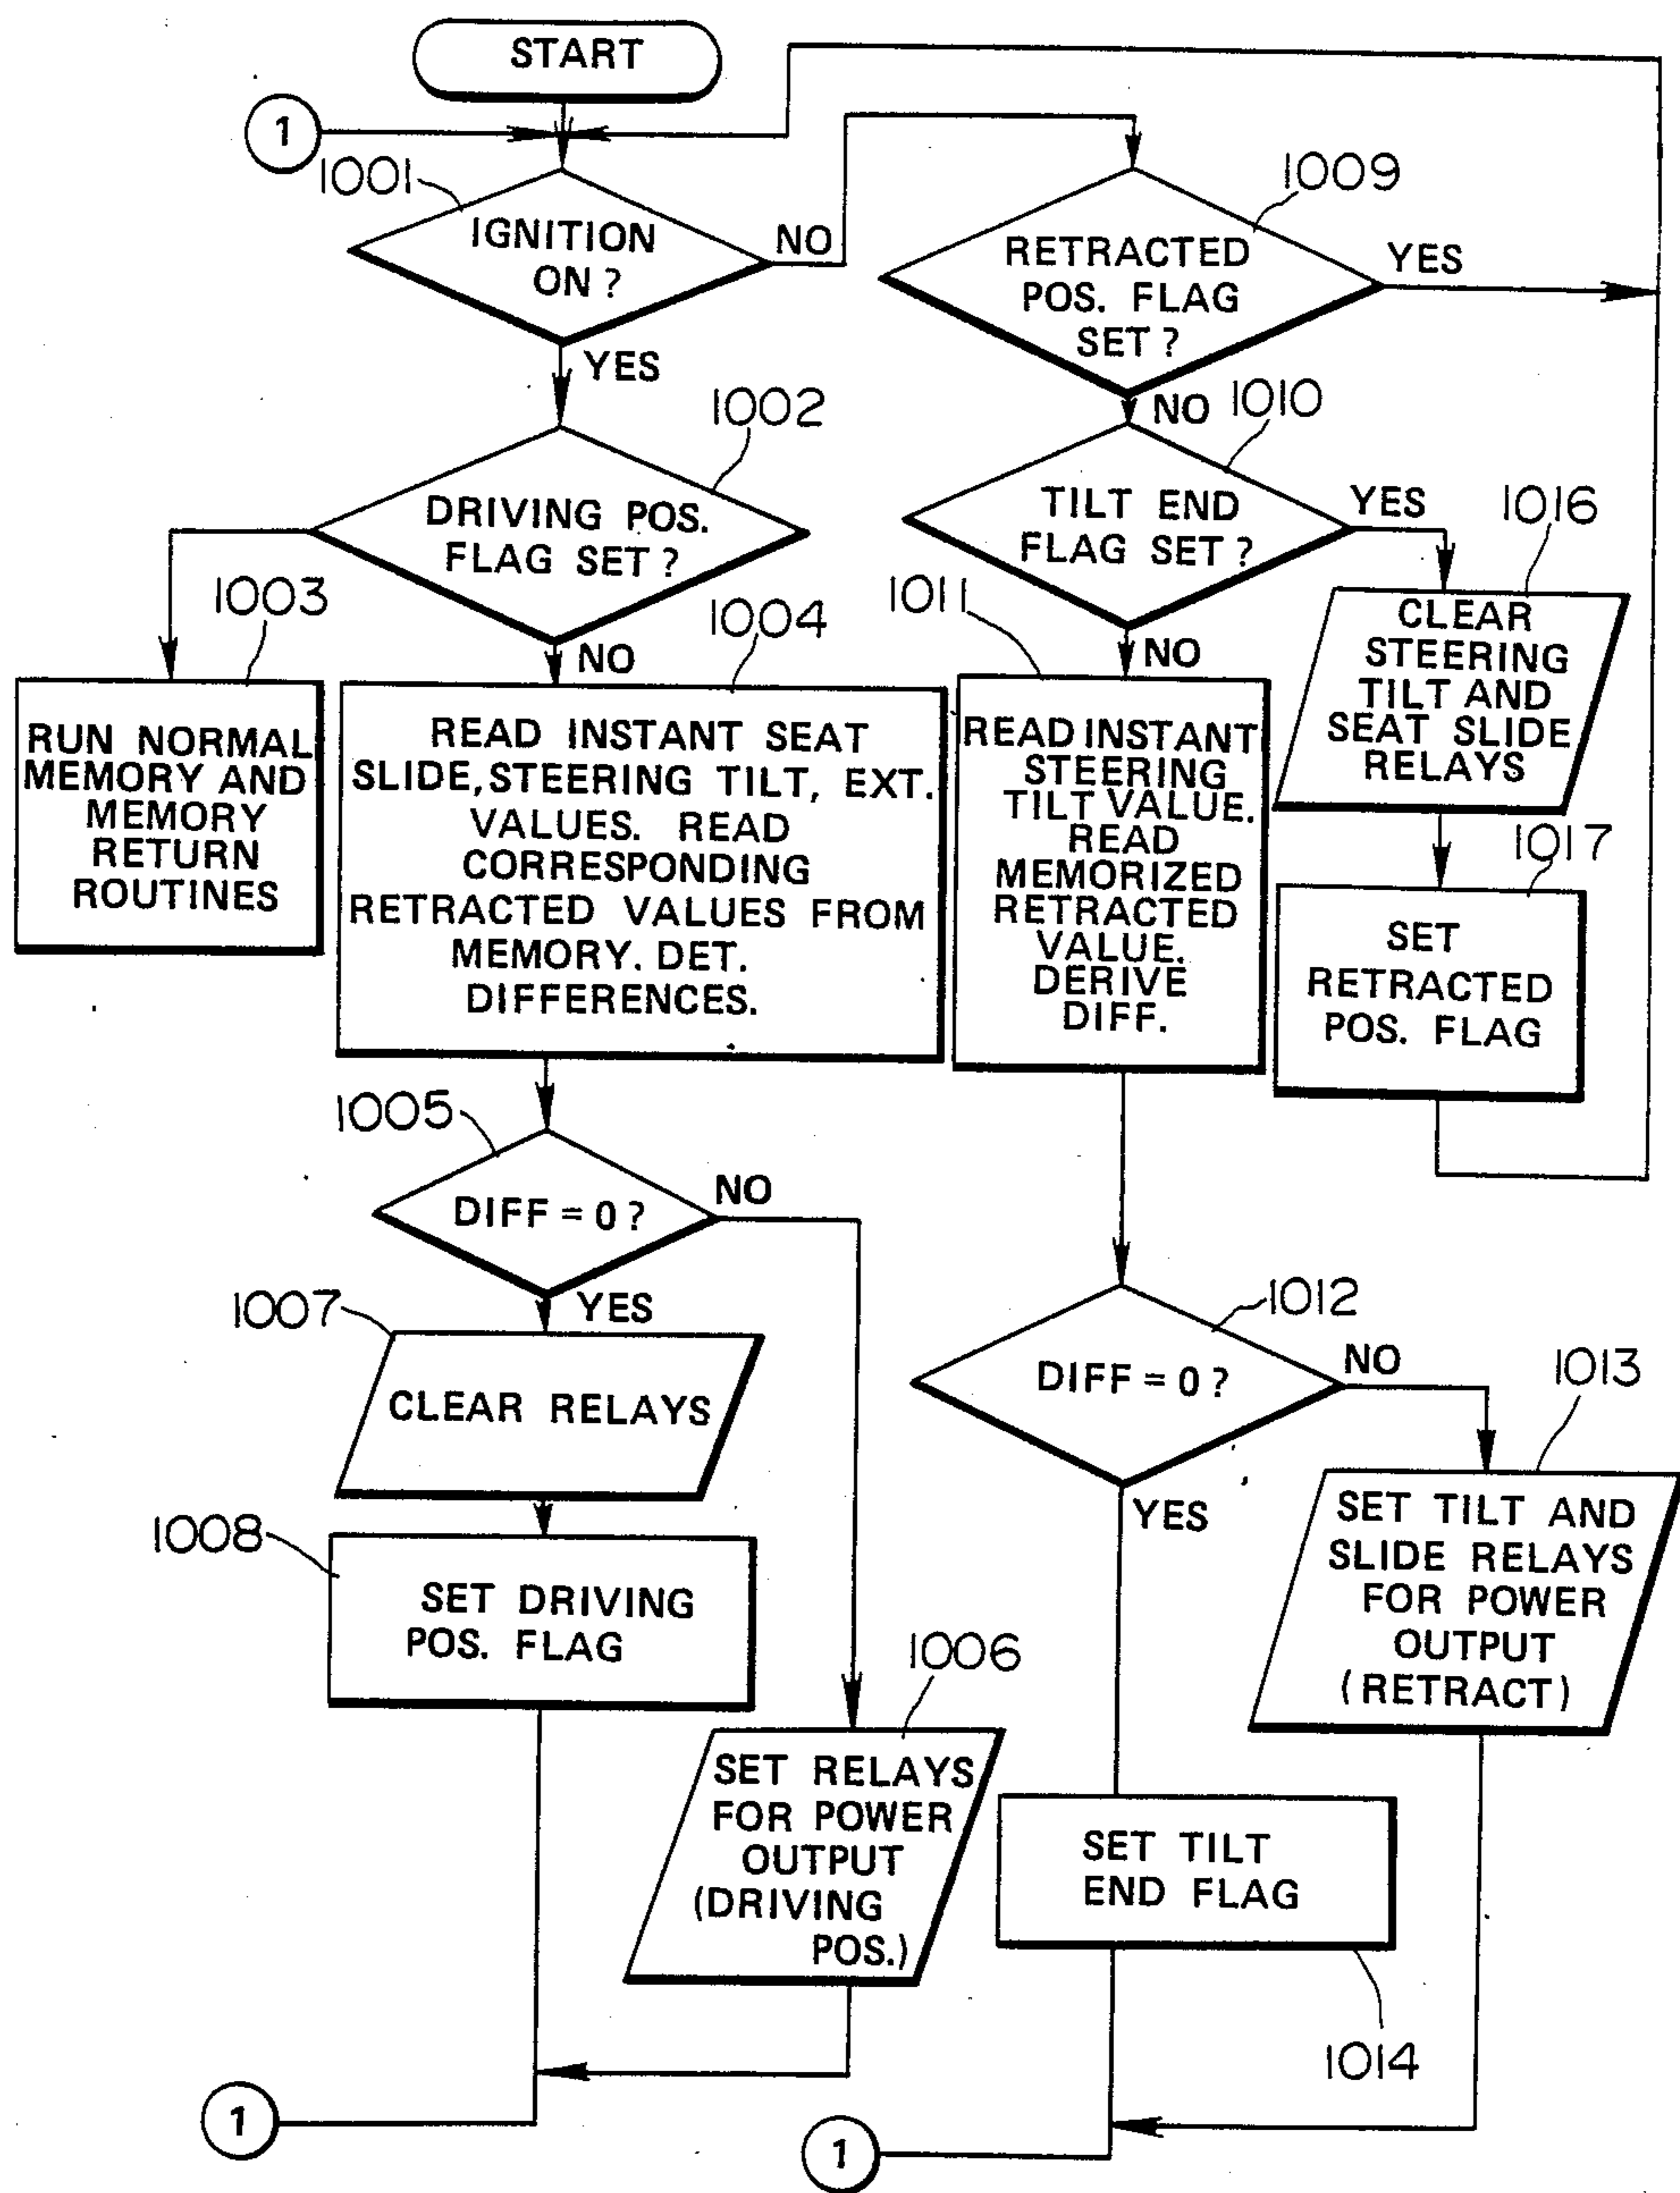 START
1
1001
IGNITION
ON ?
NO
YES
1009
RETRACTED
POS. FLAG
SET ?
YES
NO
1002
DRIVING POS.
FLAG SET ?
NO
1010
TILT END
FLAG SET ?
YES
NO
1016
CLEAR
STEERING
TILT AND
SEAT SLIDE
RELAYS
1003
RUN NORMAL
MEMORY AND
MEMORY
RETURN
ROUTINES
1004
READ INSTANT SEAT
SLIDE, STEERING TILT, EXT.
VALUES. READ
CORRESPONDING
RETRACTED VALUES FROM
MEMORY. DET.
DIFFERENCES.
1011
READ INSTANT
STEERING
TILT VALUE.
READ
MEMORIZED
RETRACTED
VALUE.
DERIVE
DIFF.
1017
SET
RETRACTED
POS. FLAG
1005
DIFF = 0 ?
NO
YES
1007
CLEAR RELAYS
1008
SET DRIVING
POS. FLAG
1006
SET RELAYS
FOR POWER
OUTPUT
(DRIVING
POS.)
1012
DIFF = 0 ?
NO
YES
1013
SET TILT AND
SLIDE RELAYS
FOR POWER
OUTPUT
(RETRACT)
SET TILT
END FLAG
1014
1
1